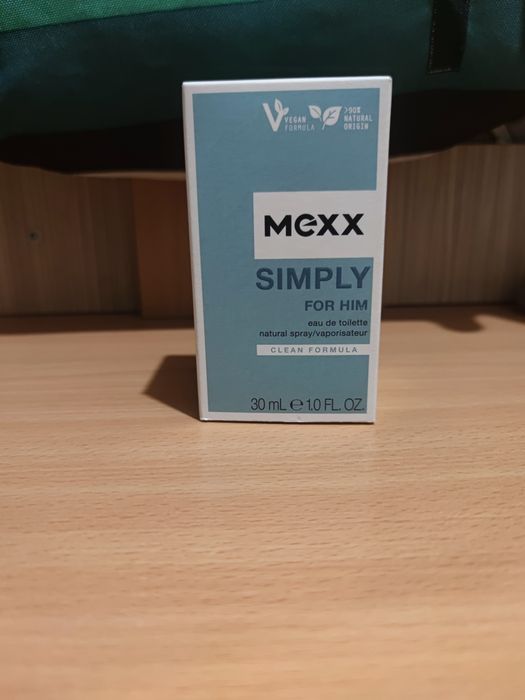 VEGAN
FORMULA
>90%
NATURAL
ORIGIN
mexx
SIMPLY
FOR HIM
eau de toilette
natural spray/vaporisateur
CLEAN FORMULA
30 mL ℮ 1.0 FL. OZ.